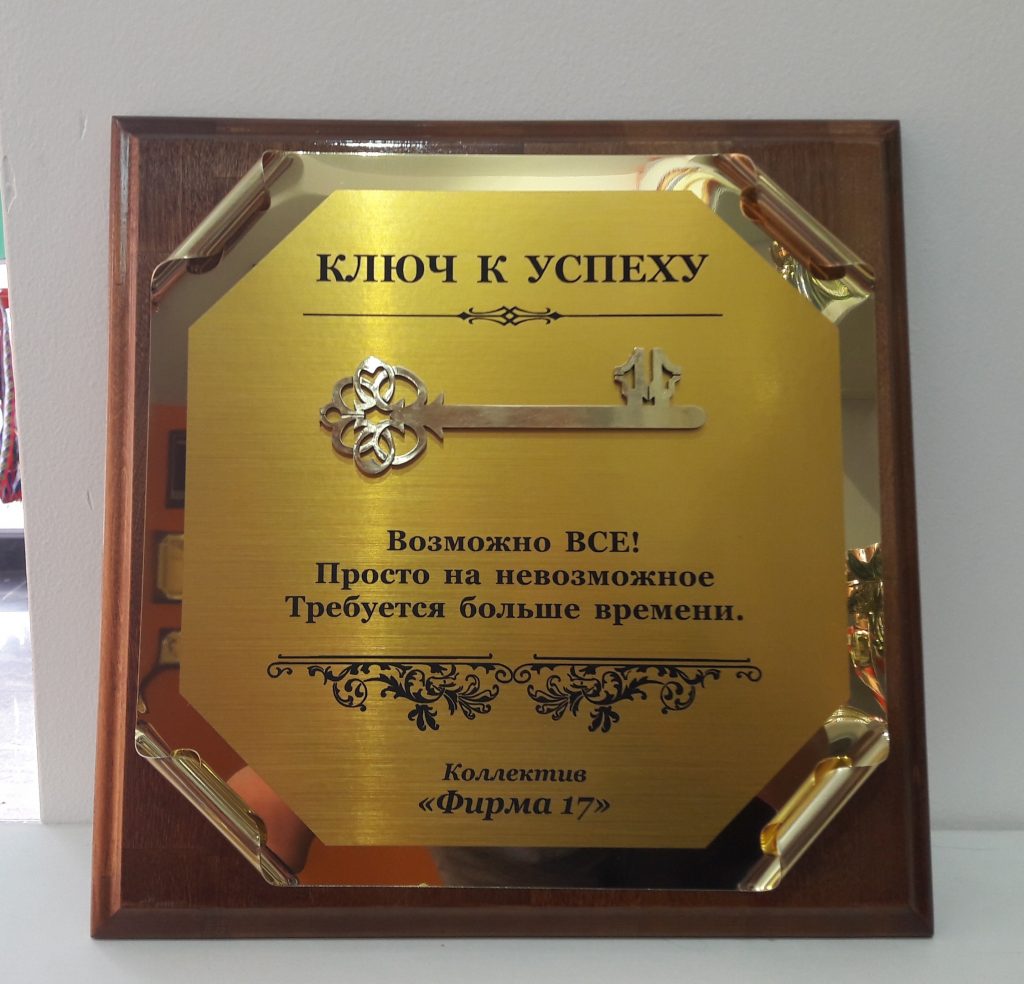 КЛЮЧ К УСПЕХУ
Возможно ВСЕ!
Просто на невозможное
Требуется больше времени.
Коллектив
«Фирма 17»